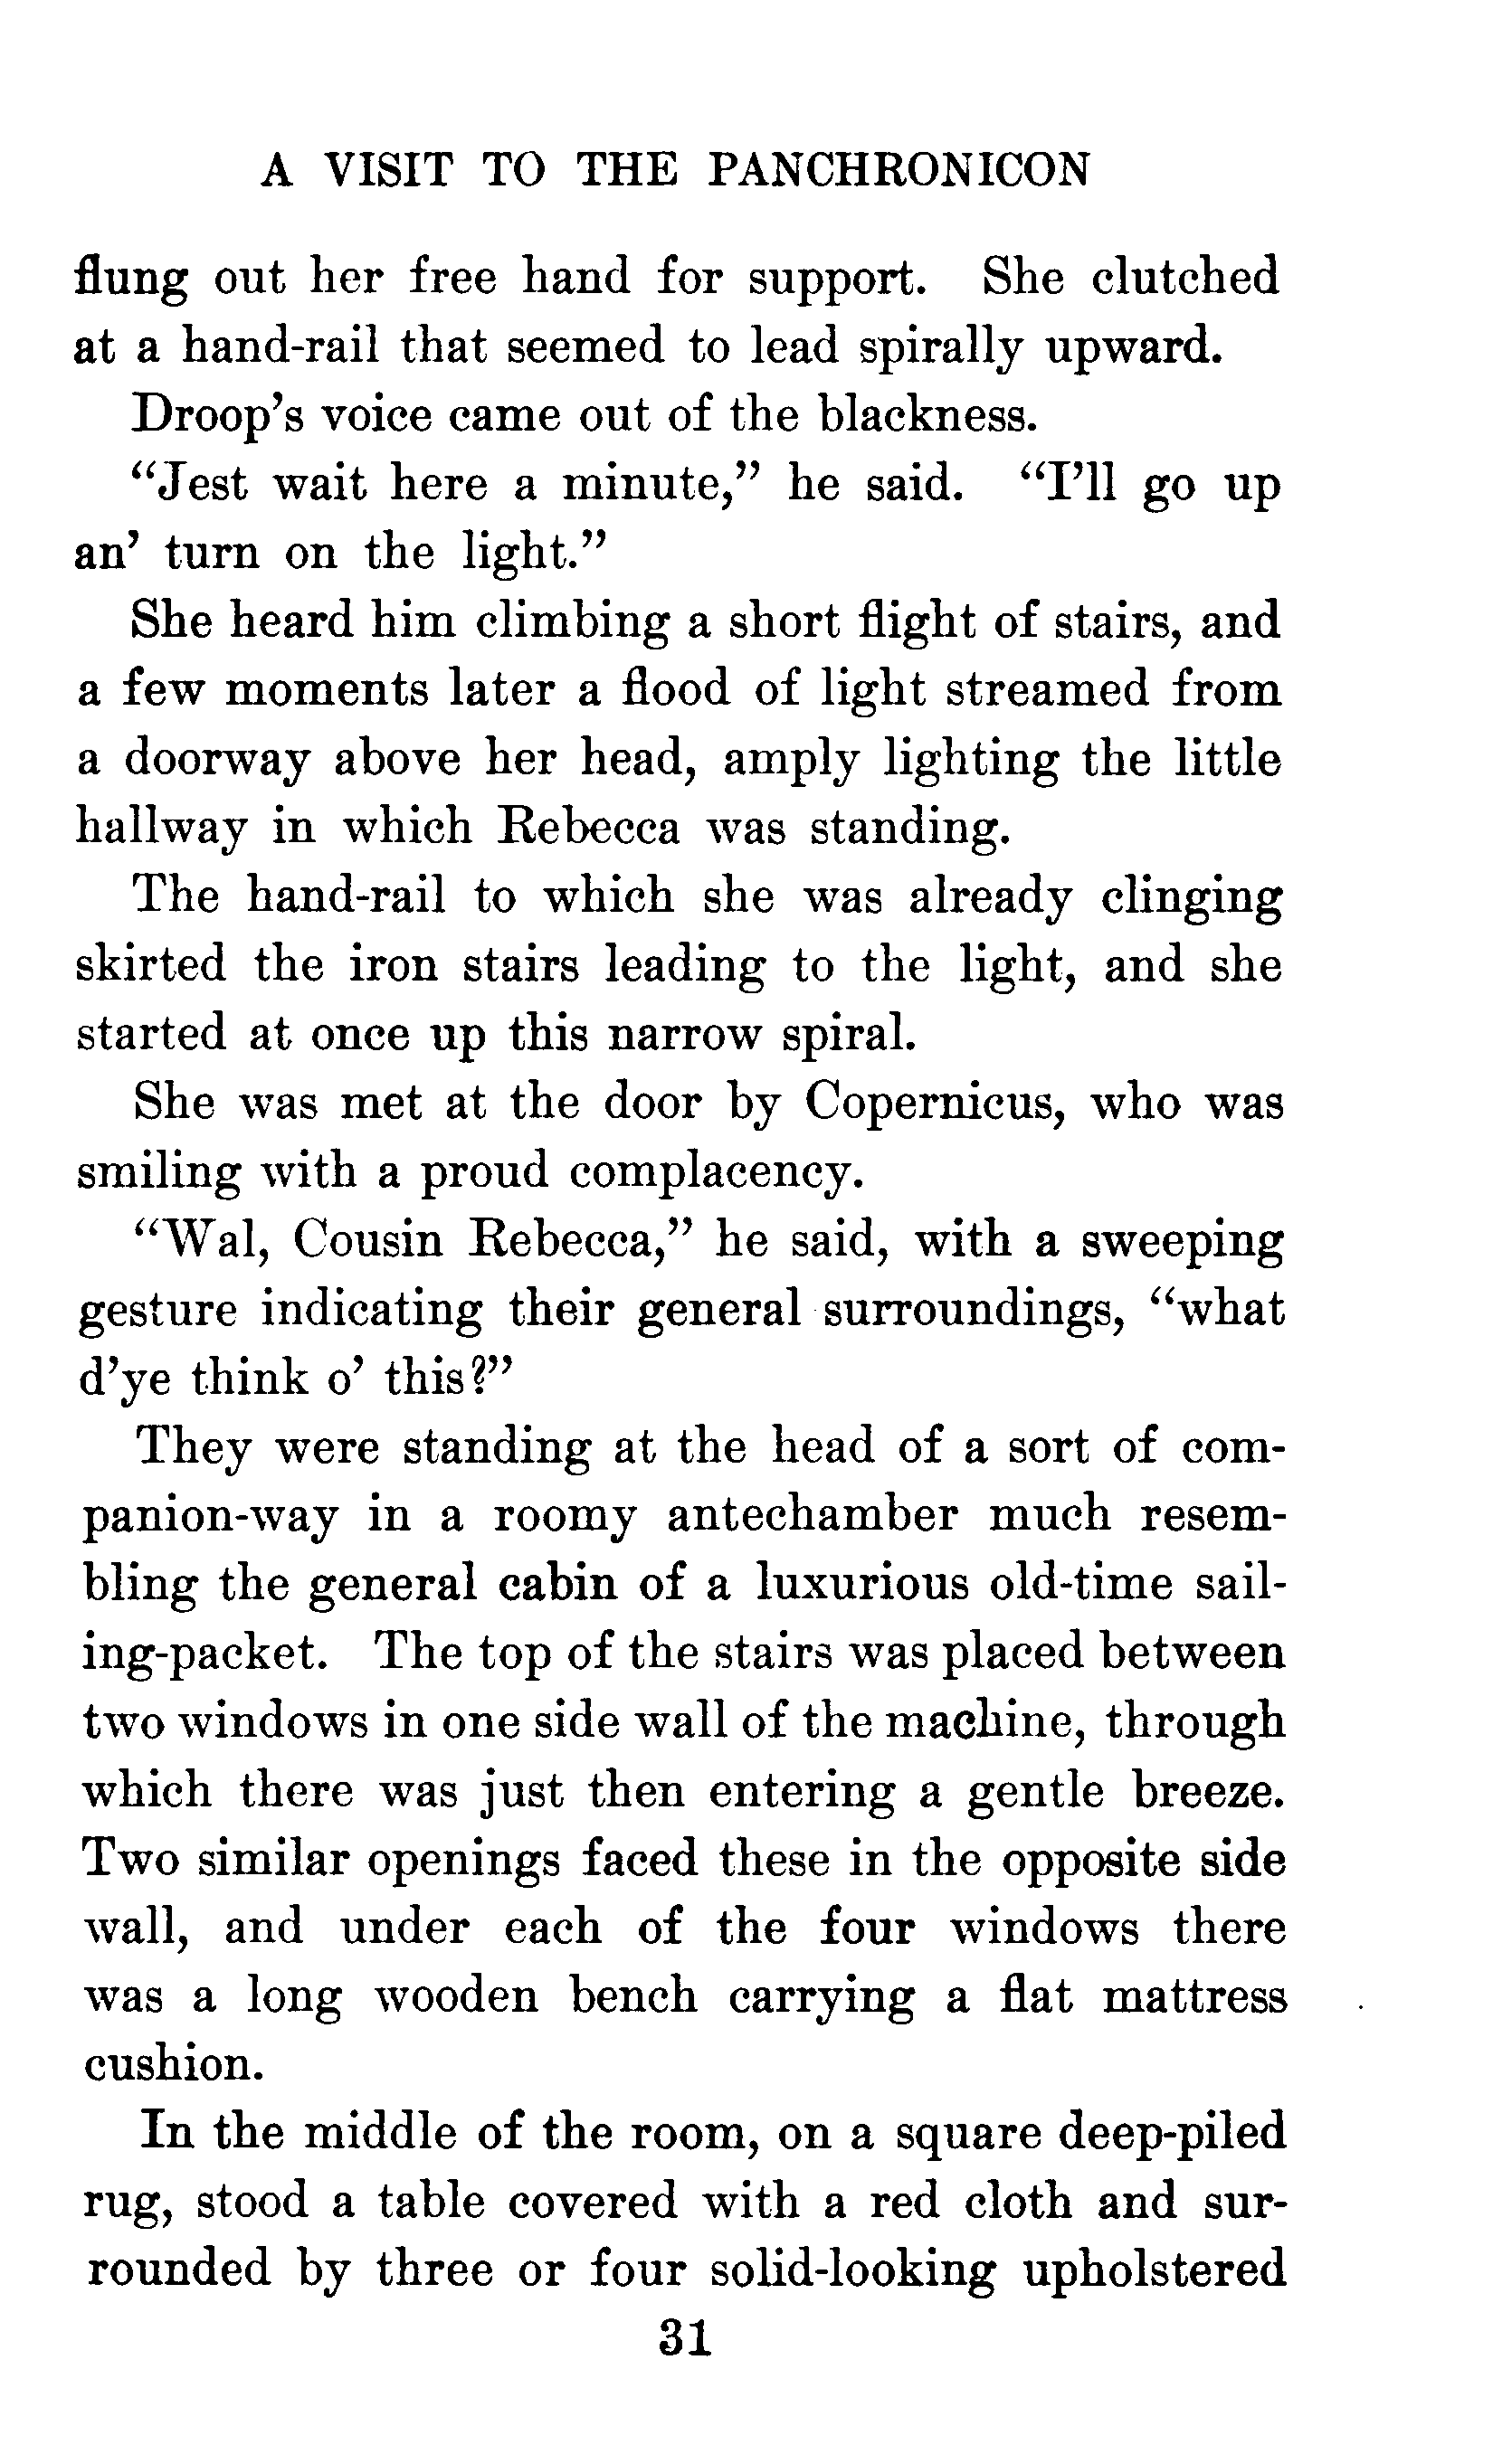 A VISIT TO THE PANCHRONICON
flung out her free hand for support. She clutched
at a hand-rail that seemed to lead spirally upward.
Droop's voice came out of the blackness.
"Jest wait here a minute," he said. "I'll go up
an' turn on the light."
She heard him climbing a short flight of stairs, and
a few moments later a flood of light streamed from
a doorway above her head, amply lighting the little
hallway in which Rebecca was standing.
The hand-rail to which she was already clinging
skirted the iron stairs leading to the light, and she
started at once up this narrow spiral.
She was met at the door by Copernicus, who was
smiling with a proud complacency.
"Wal, Cousin Rebecca," he said, with a sweeping
gesture indicating their general surroundings, "what
d'ye think o' this?"
They were standing at the head of a sort of com-
panion-way in a roomy antechamber much resem-
bling the general cabin of a luxurious old-time sail-
ing-packet. The top of the stairs was placed between
two windows in one side wall of the machine, through
which there was just then entering a gentle breeze.
Two similar openings faced these in the opposite side
wall, and under each of the four windows there
was a long wooden bench carrying a flat mattress
cushion.
In the middle of the room, on a square deep-piled
rug, stood a table covered with a red cloth and sur-
rounded by three or four solid-looking upholstered
31